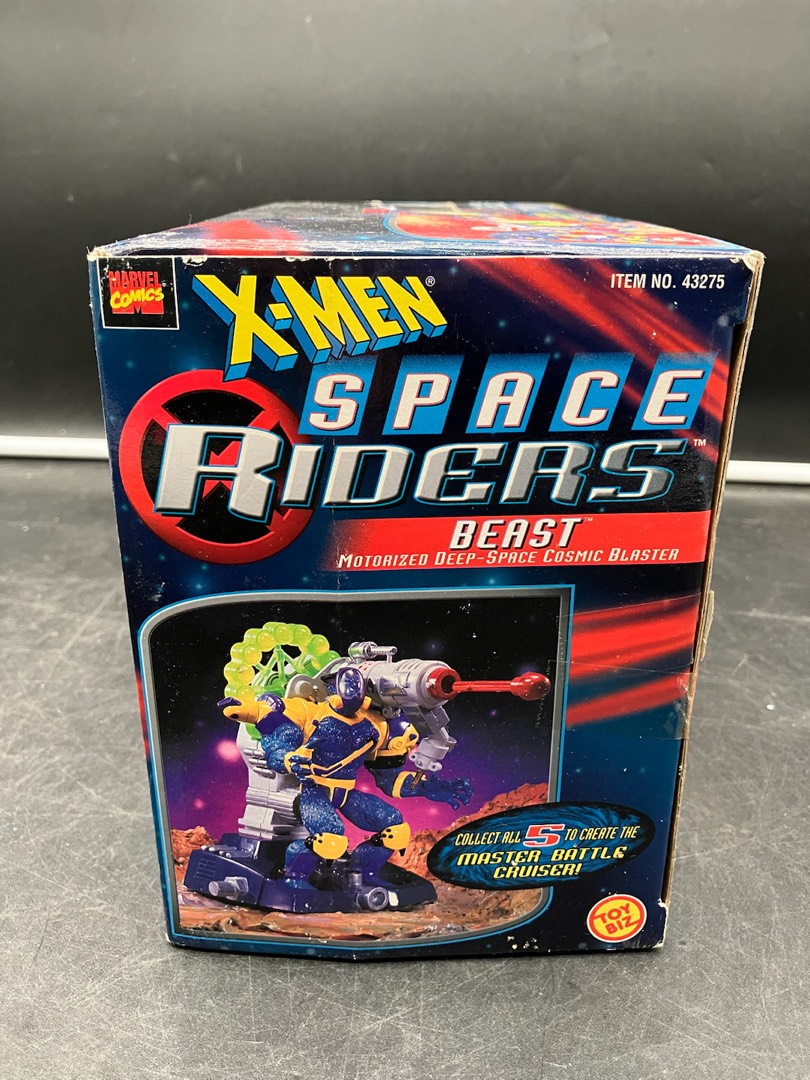 MARVEL
COMICS
X-MEN®
ITEM NO. 43275
SPACE
RIDERS™
BEAST™
MOTORIZED DEEP-SPACE COSMIC BLASTER
COLLECT ALL 5 TO CREATE THE
MASTER BATTLE
CRUISER!
TOY
BIZ